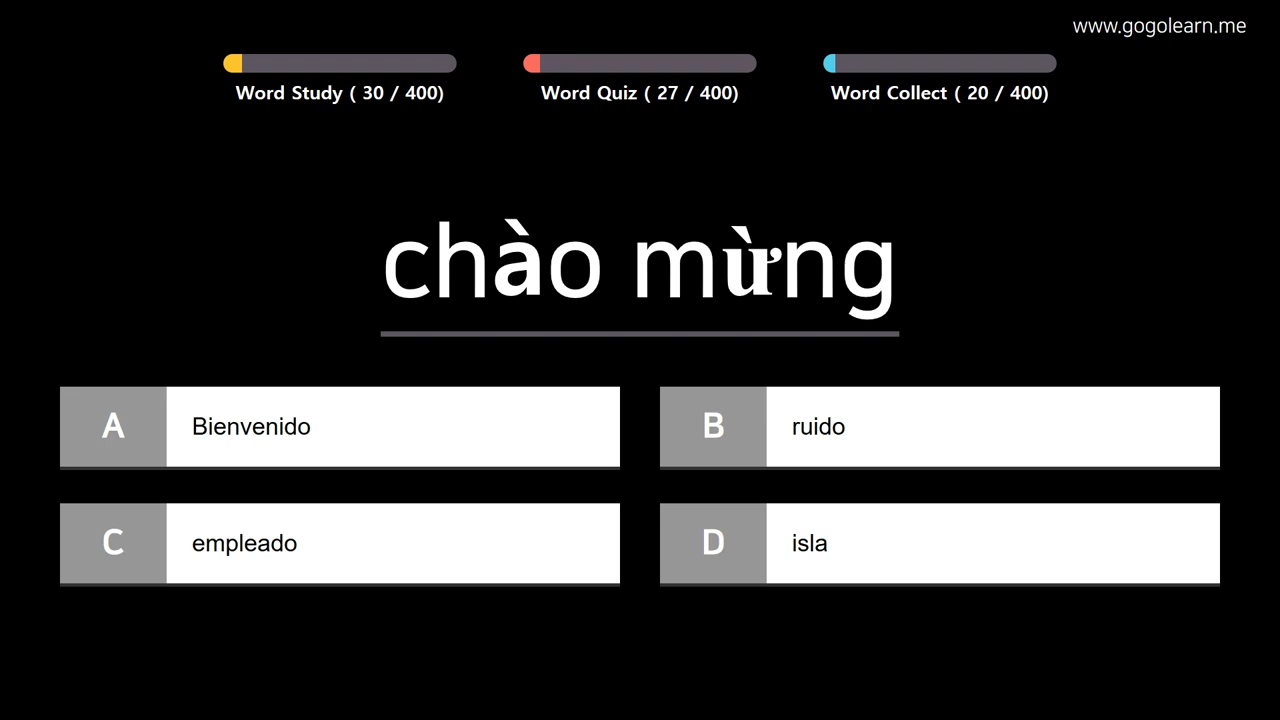 www.gogolearn.me
Word Study ( 30 / 400)
Word Quiz ( 27 / 400)
Word Collect ( 20 / 400)
chào mừng
A Bienvenido
B ruido
C empleado
D isla